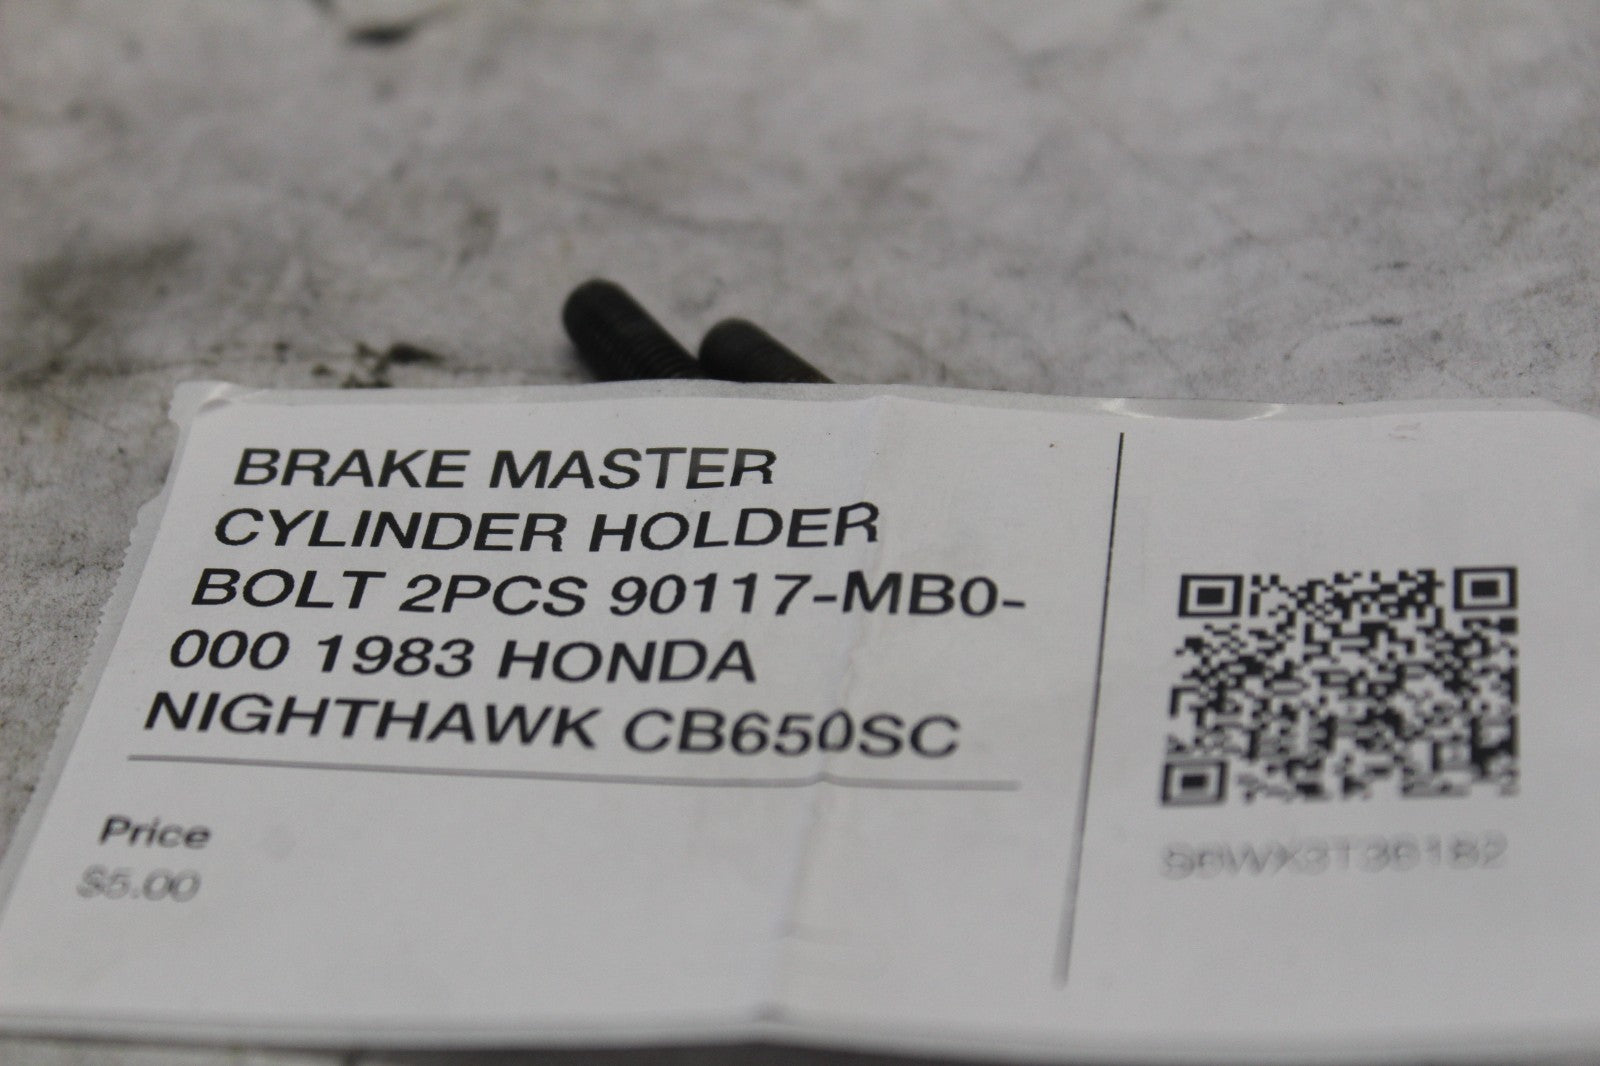 BRAKE MASTER
CYLINDER HOLDER
BOLT 2PCS 90117-MB0-
000 1983 HONDA
NIGHTHAWK CB650SC
Price
$5.00